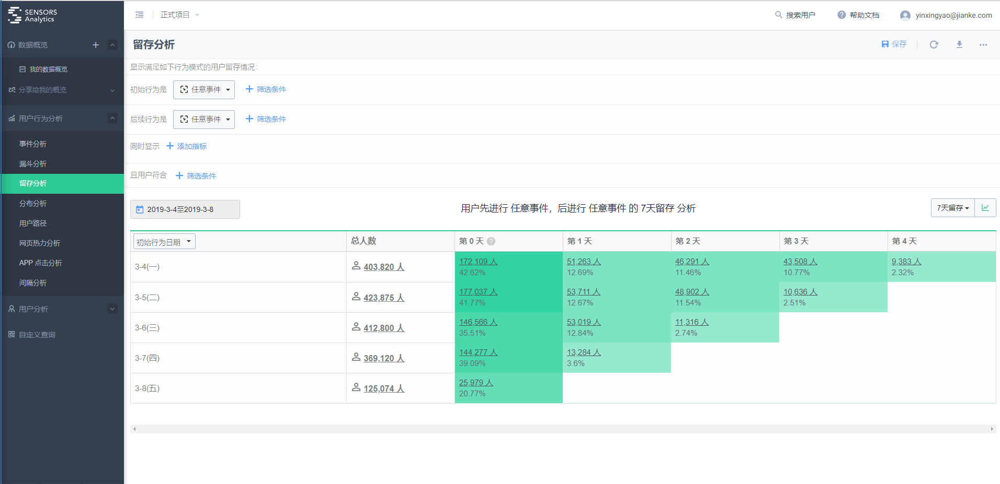 SENSORS
Analytics
正式项目
搜索用户
帮助文档
yinxingyao@jianke.com
数据概览
我的数据概览
分享给我的概览
用户行为分析
事件分析
漏斗分析
留存分析
分布分析
用户路径
网页热力分析
APP 点击分析
间隔分析
用户分析
自定义查询
留存分析
保存
显示满足如下行为模式的用户留存情况:
初始行为是 任意事件 筛选条件
后续行为是 任意事件 筛选条件
同时显示 添加指标
且用户符合 筛选条件
2019-3-4至2019-3-8
用户先进行 任意事件，后进行 任意事件 的 7天留存 分析
7天留存
初始行为日期 总人数 第 0 天 第 1 天 第 2 天 第 3 天 第 4 天
3-4(一) 403,820 人 172,109 人 51,263 人 46,291 人 43,508 人 9,383 人
42.62% 12.69% 11.46% 10.77% 2.32%
3-5(二) 423,875 人 177,037 人 53,711 人 48,902 人 10,636 人
41.77% 12.67% 11.54% 2.51%
3-6(三) 412,800 人 146,566 人 53,019 人 11,316 人
35.51% 12.84% 2.74%
3-7(四) 369,120 人 144,277 人 13,284 人
39.09% 3.6%
3-8(五) 125,074 人 25,979 人
20.77%